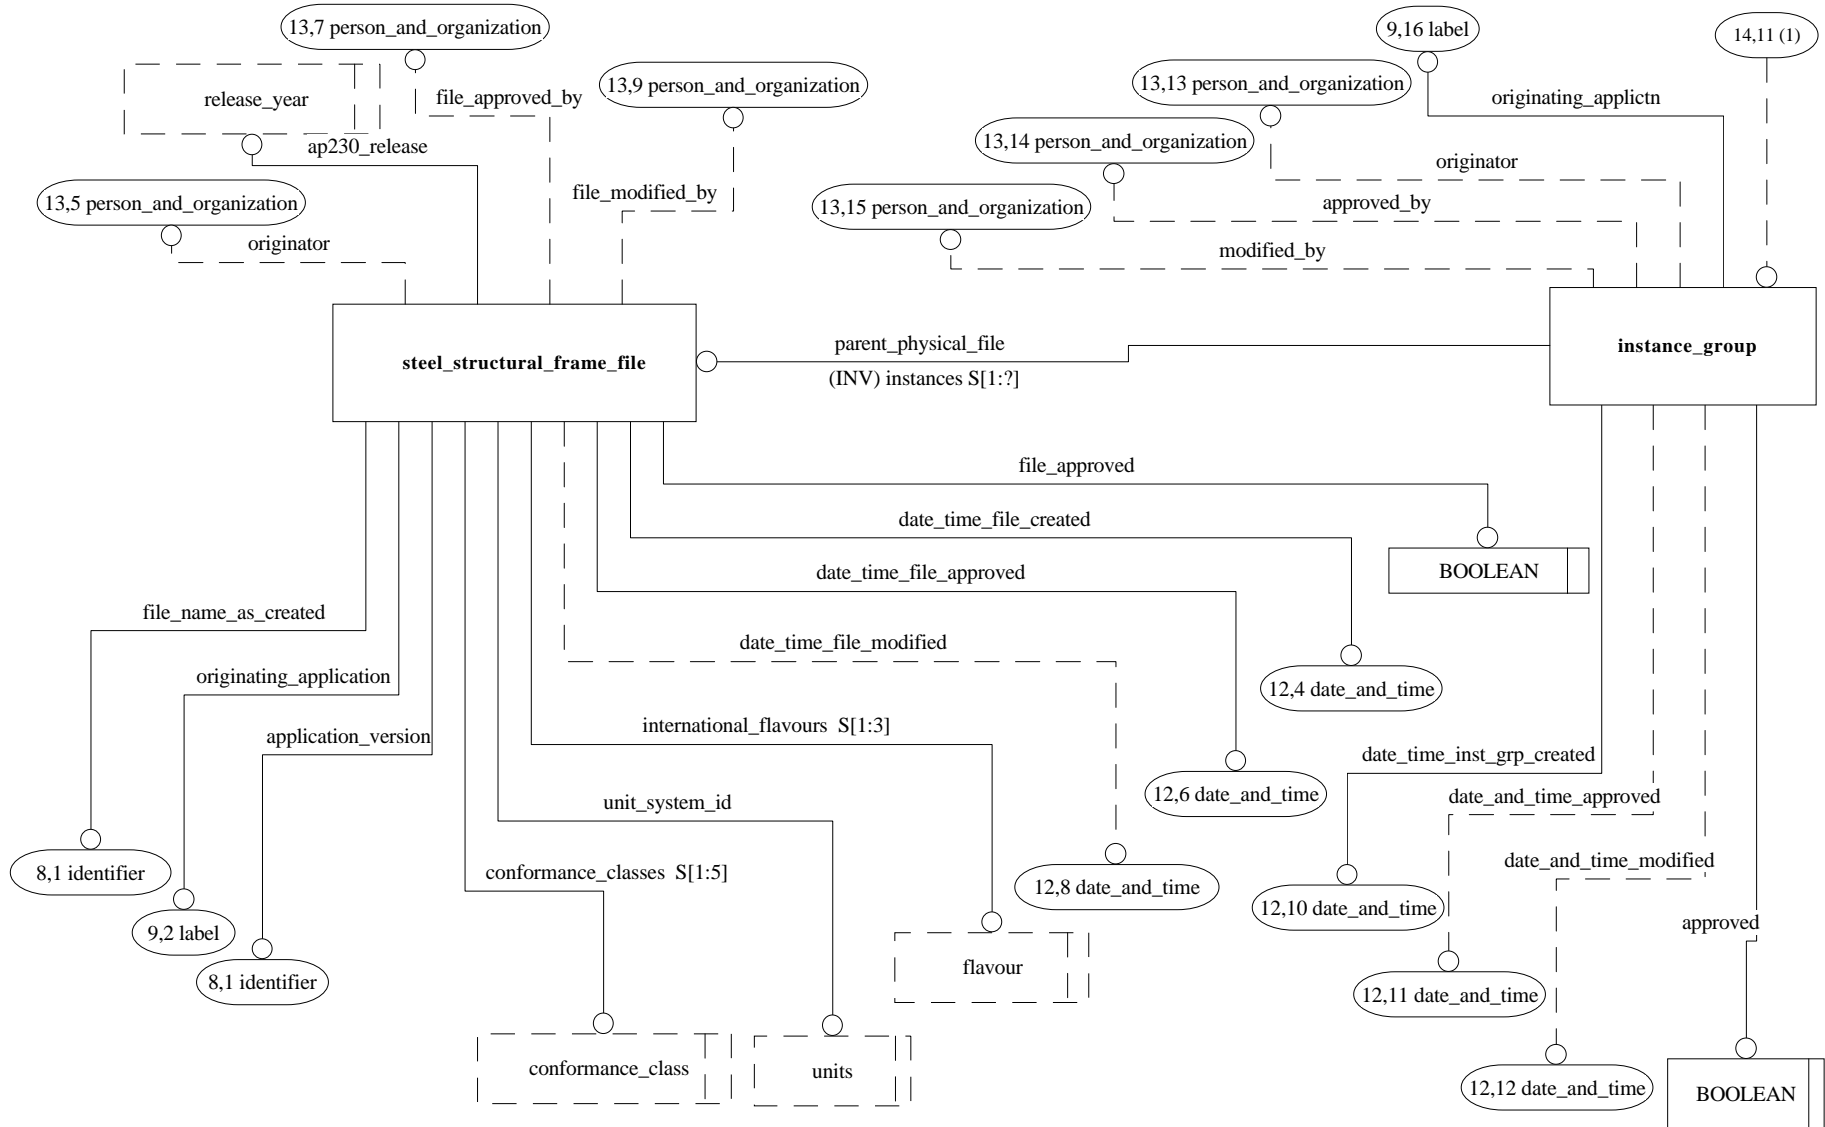 13,7 person_and_organization
9,16 label
14,11 (1)
release_year
file_approved_by
13,9 person_and_organization
13,13 person_and_organization
originating_applictn
ap230_release
13,14 person_and_organization
originator
13,5 person_and_organization
file_modified_by
13,15 person_and_organization
approved_by
originator
modified_by
steel_structural_frame_file
parent_physical_file
(INV) instances S[1:?]
instance_group
file_approved
date_time_file_created
BOOLEAN
date_time_file_approved
file_name_as_created
date_time_file_modified
originating_application
12,4 date_and_time
international_flavours S[1:3]
application_version
date_time_inst_grp_created
12,6 date_and_time
date_and_time_approved
unit_system_id
8,1 identifier
conformance_classes S[1:5]
12,8 date_and_time
date_and_time_modified
9,2 label
12,10 date_and_time
approved
8,1 identifier
flavour
12,11 date_and_time
conformance_class
units
12,12 date_and_time
BOOLEAN